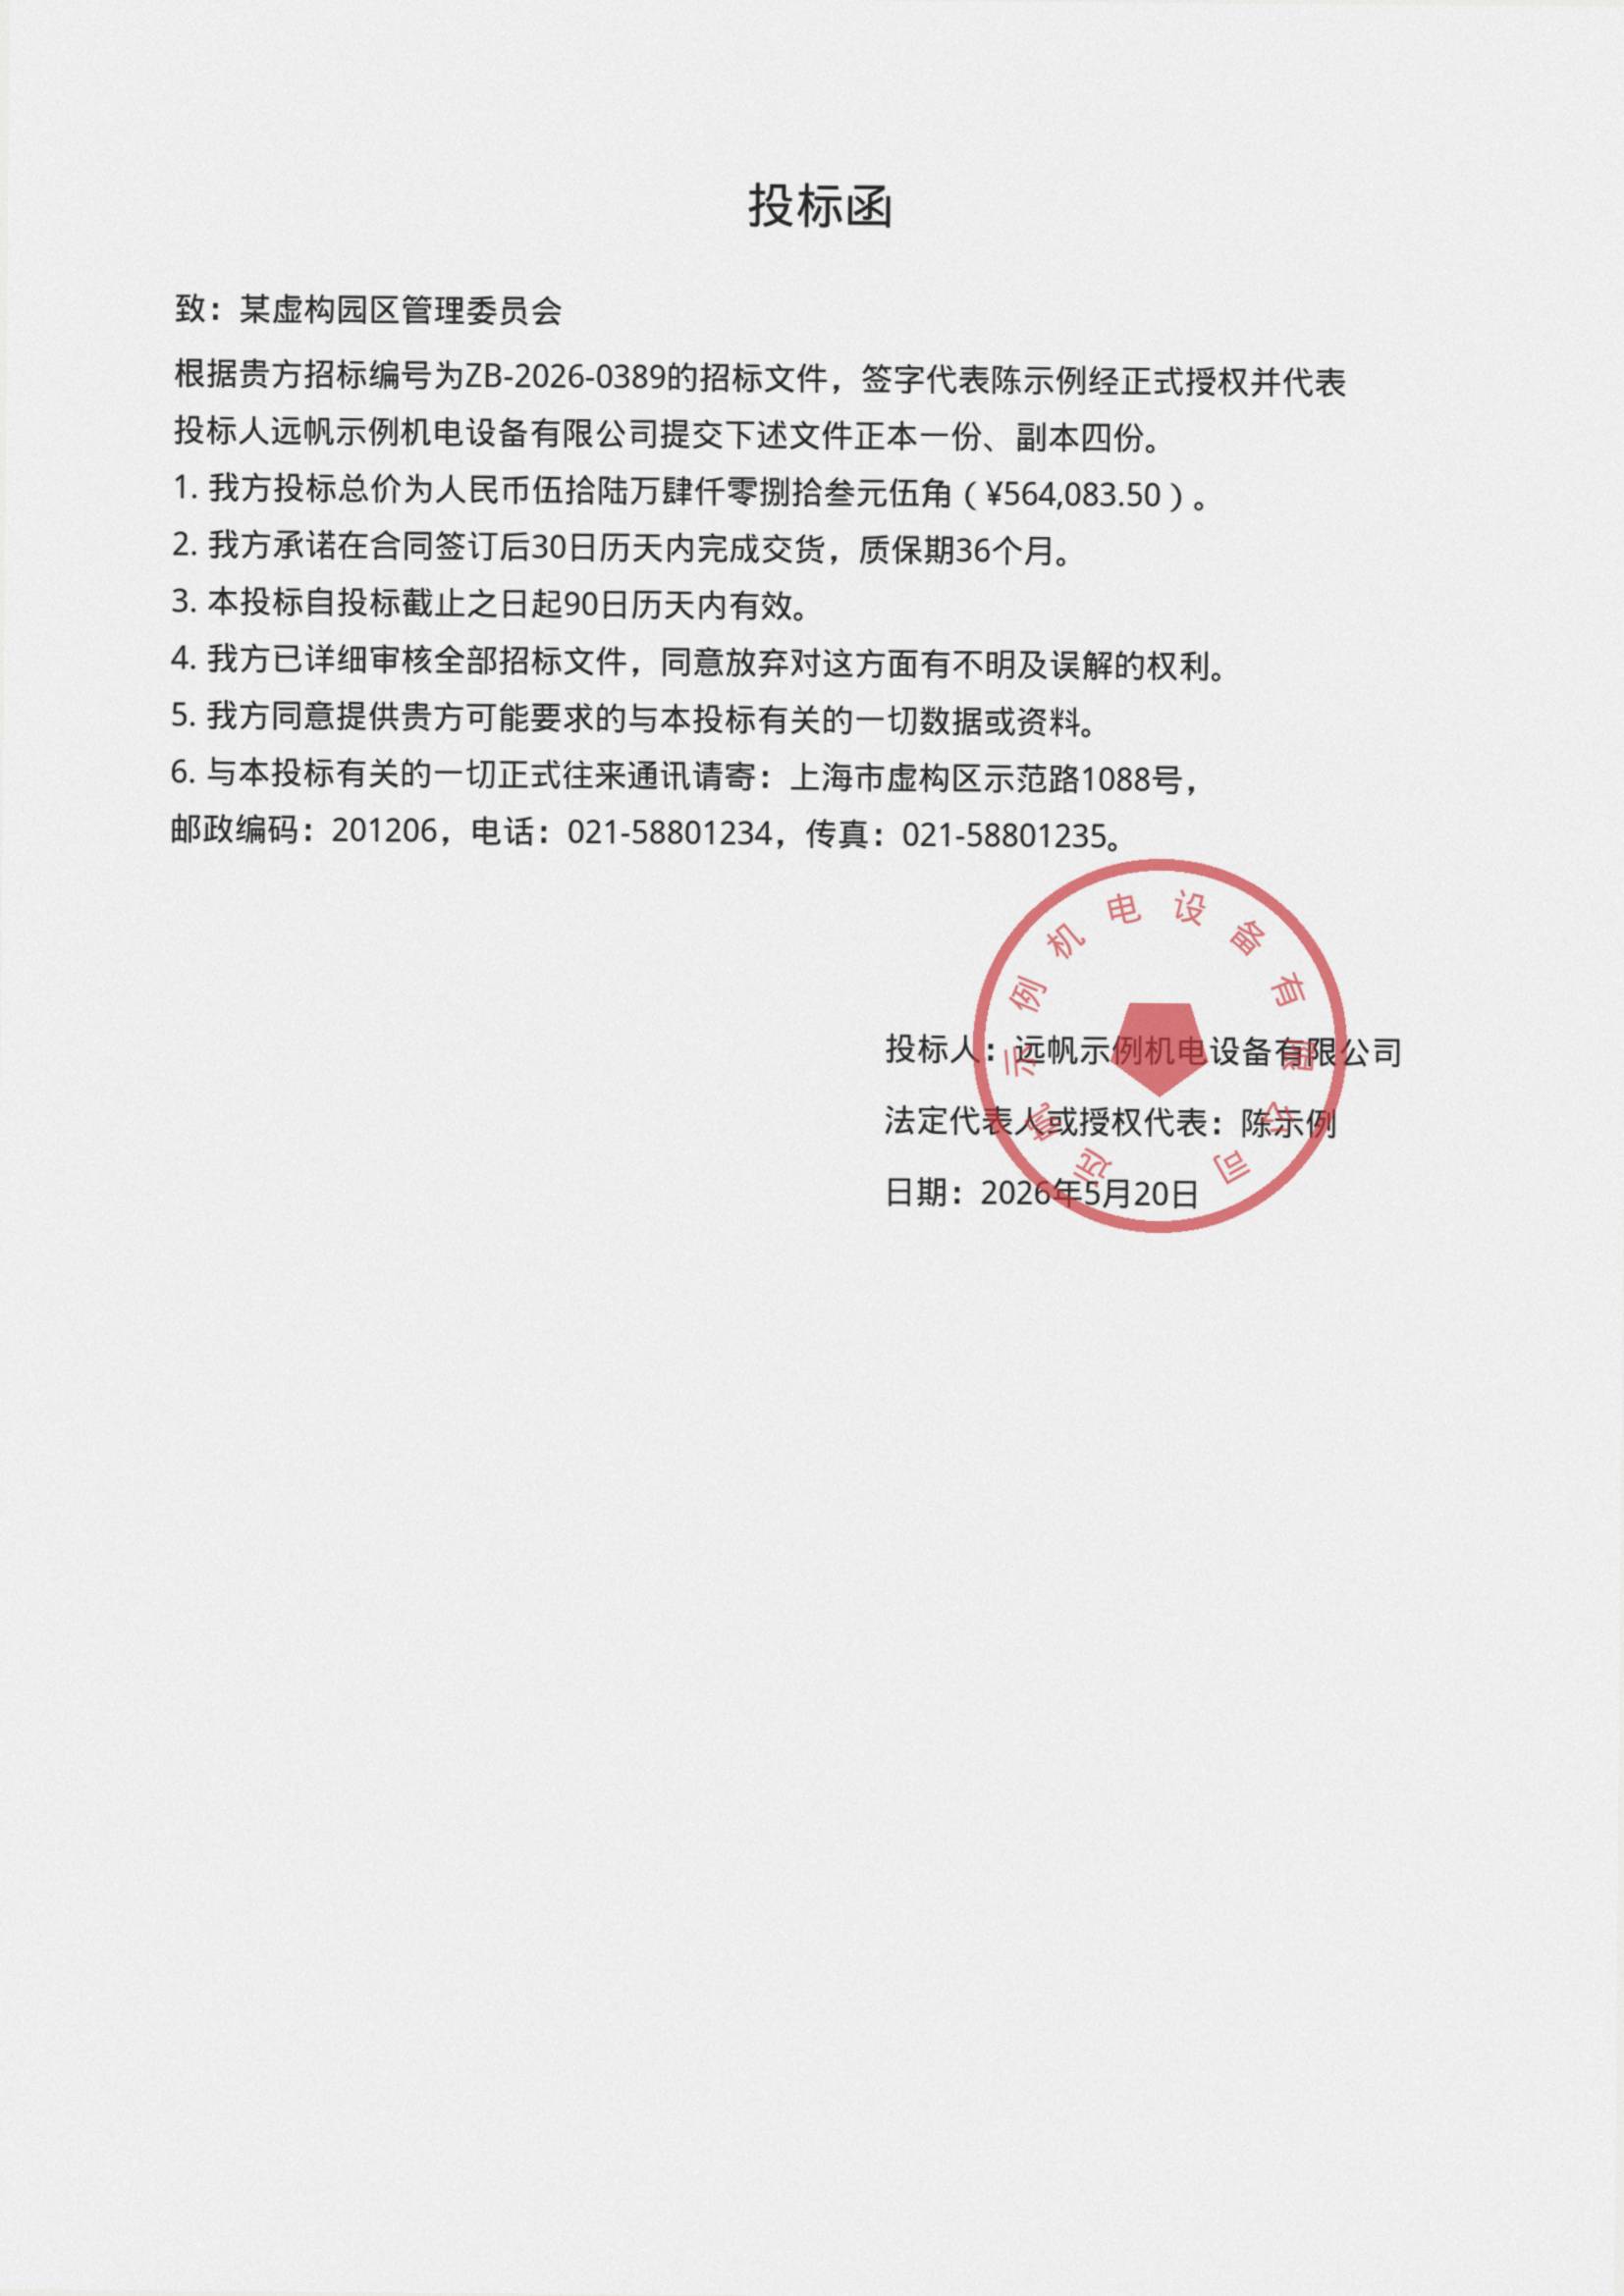 投标函
致：某虚构园区管理委员会
根据贵方招标编号为ZB-2026-0389的招标文件，签字代表陈示例经正式授权并代表
投标人远帆示例机电设备有限公司提交下述文件正本一份、副本四份。
1. 我方投标总价为人民币伍拾陆万肆仟零捌拾叁元伍角（¥564,083.50）。
2. 我方承诺在合同签订后30日历天内完成交货，质保期36个月。
3. 本投标自投标截止之日起90日历天内有效。
4. 我方已详细审核全部招标文件，同意放弃对这方面有不明及误解的权利。
5. 我方同意提供贵方可能要求的与本投标有关的一切数据或资料。
6. 与本投标有关的一切正式往来通讯请寄：上海市虚构区示范路1088号，
邮政编码：201206，电话：021-58801234，传真：021-58801235。
投标人：远帆示例机电设备有限公司
法定代表人或授权代表：陈示例
日期：2026年5月20日
远示例机电设备有限公司